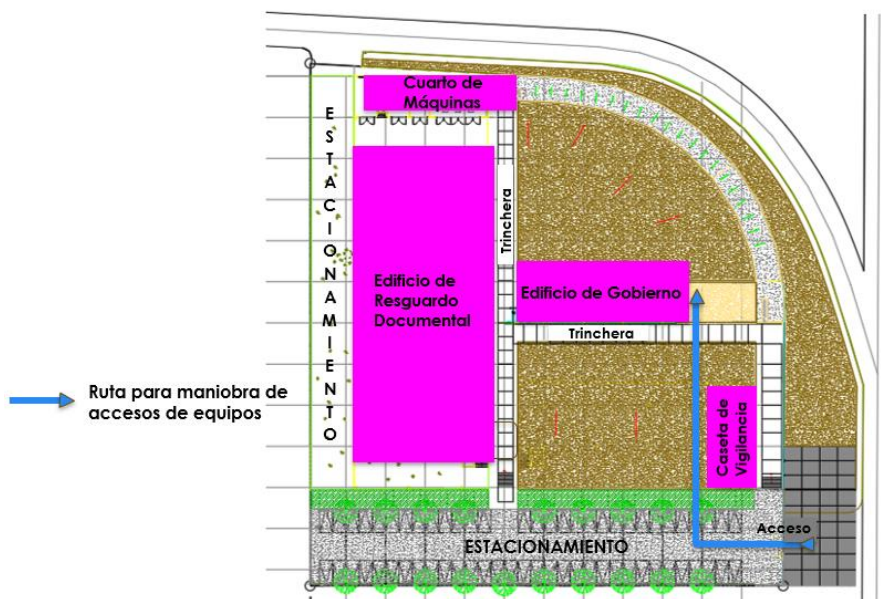 Cuarto de
Máquinas
ESTACIONAMIENTO
Trinchera
Edificio de
Resguardo
Documental
Edificio de Gobierno
Trinchera
Ruta para maniobra de
accesos de equipos
Caseta de
Vigilancia
Acceso
ESTACIONAMIENTO